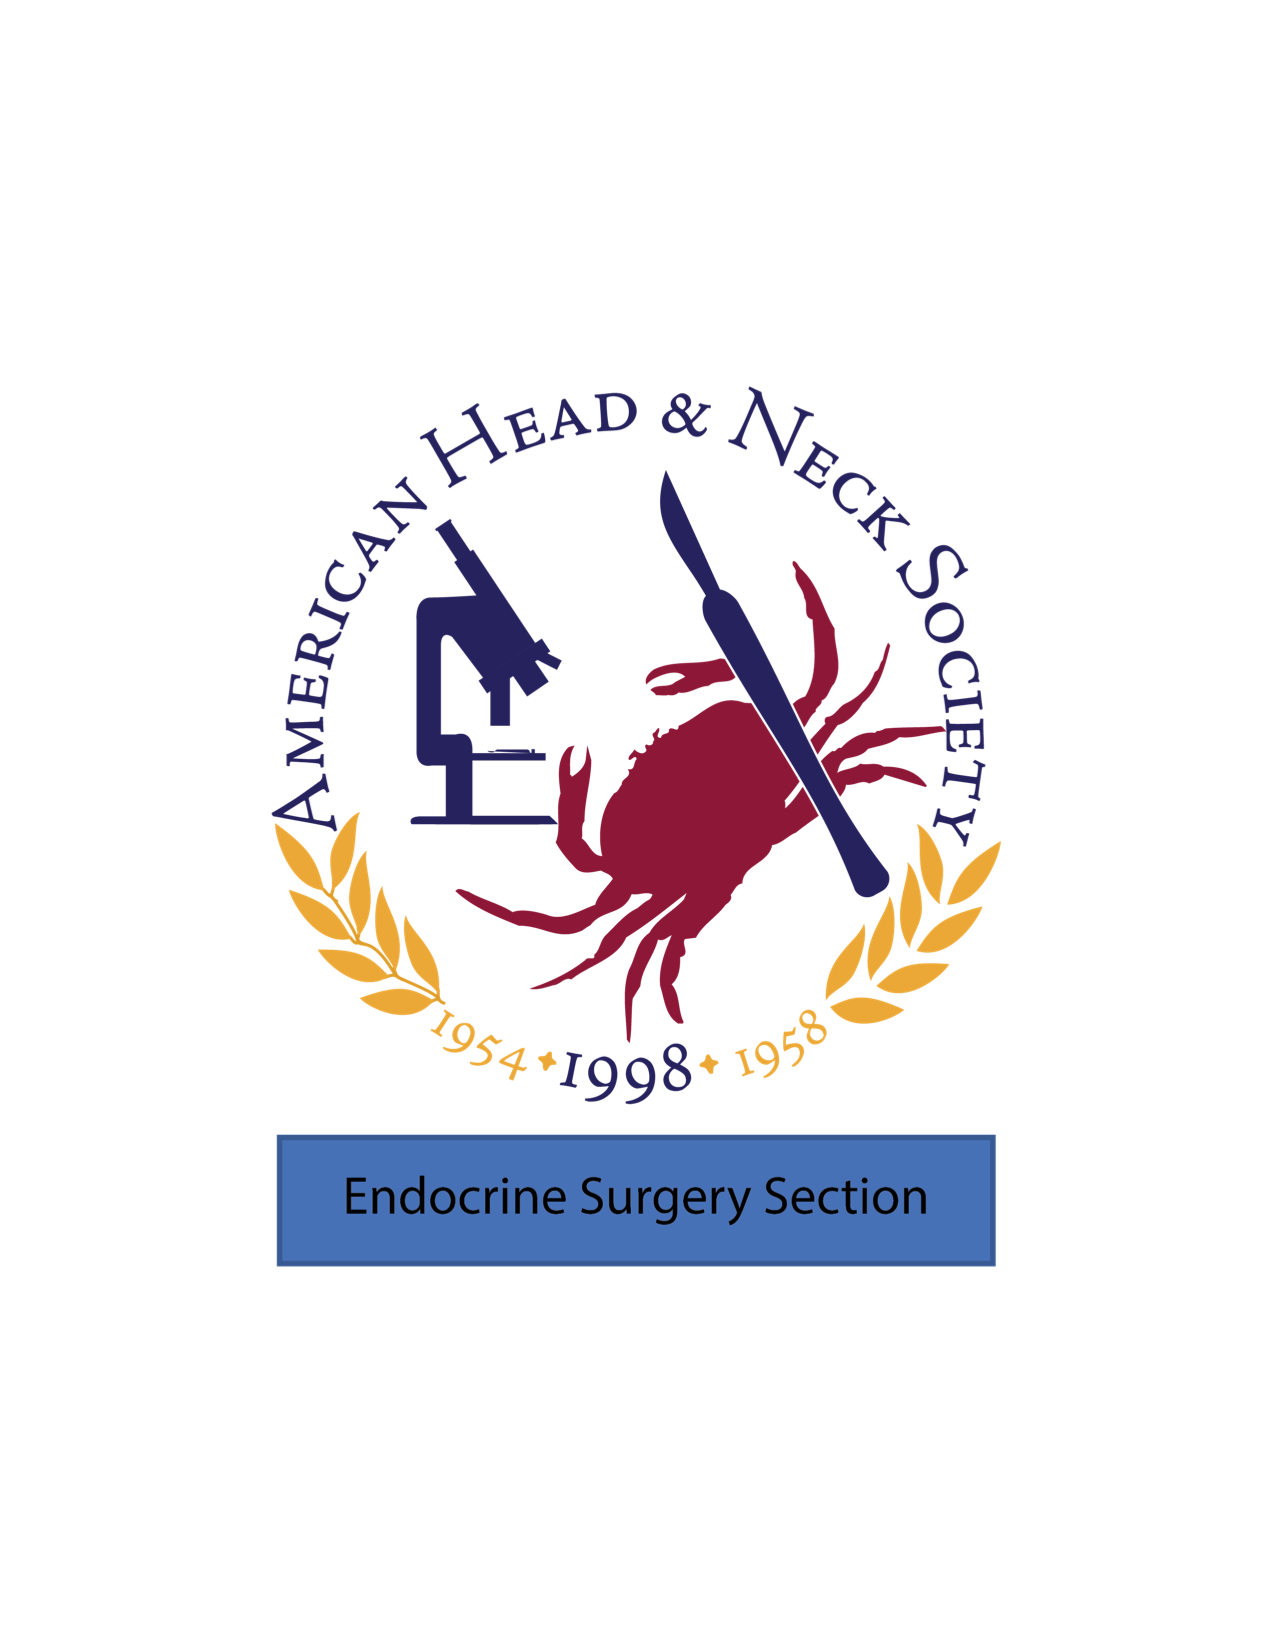 American Head & Neck Society
1954 ✦ 1998 ✦ 1958
Endocrine Surgery Section